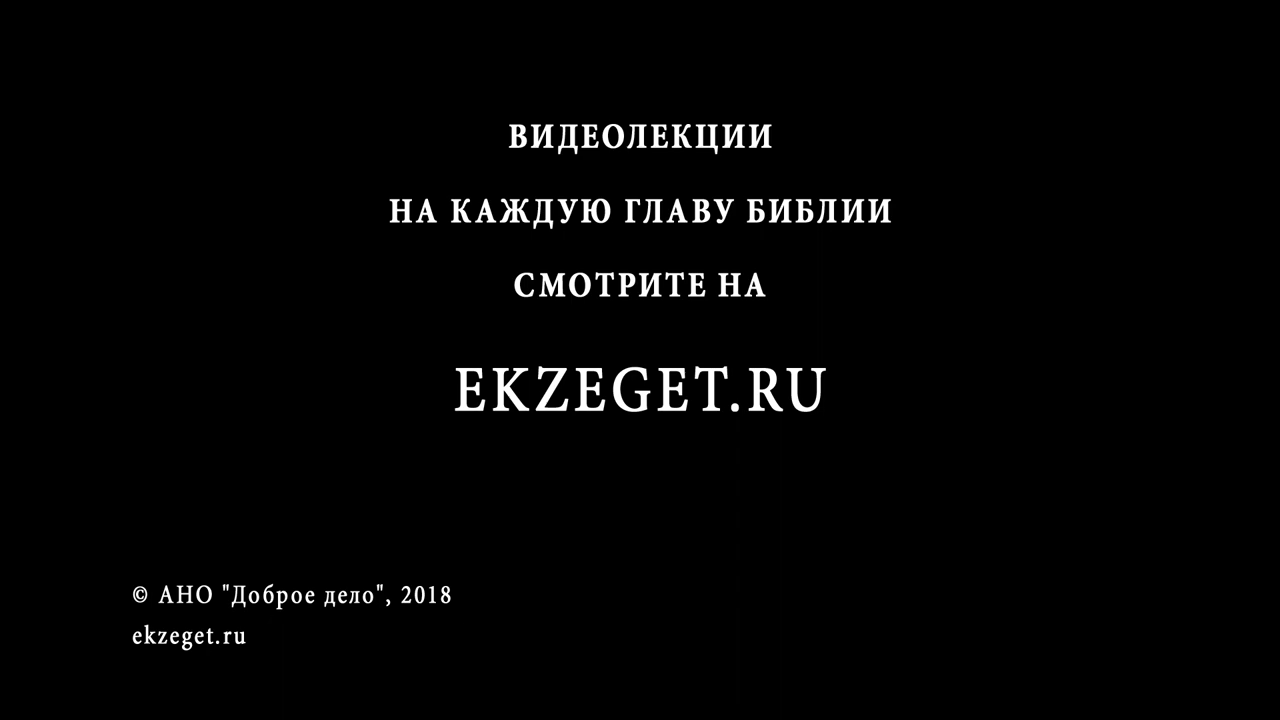 ВИДЕОЛЕКЦИИ
НА КАЖДУЮ ГЛАВУ БИБЛИИ
СМОТРИТЕ НА
EKZEGET.RU
© АНО "Доброе дело", 2018
ekzeget.ru